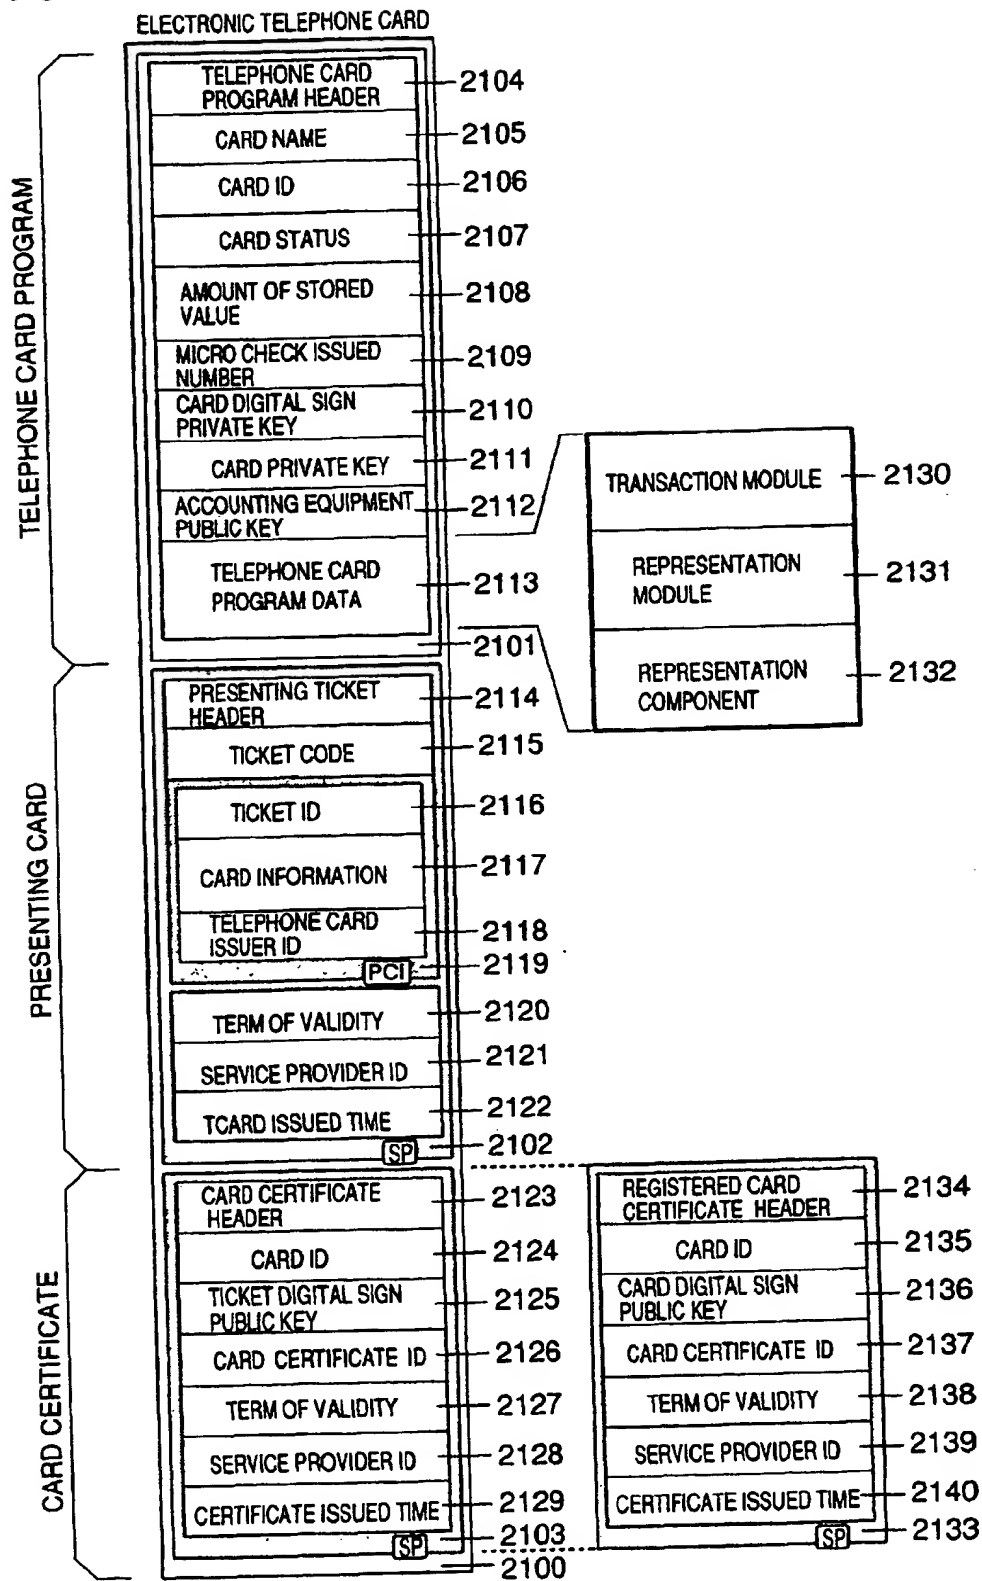 ELECTRONIC TELEPHONE CARD
TELEPHONE CARD PROGRAM
TELEPHONE CARD
PROGRAM HEADER
2104
CARD NAME
2105
CARD ID
2106
CARD STATUS
2107
AMOUNT OF STORED
VALUE
2108
MICRO CHECK ISSUED
NUMBER
2109
CARD DIGITAL SIGN
PRIVATE KEY
2110
CARD PRIVATE KEY
2111
ACCOUNTING EQUIPMENT
PUBLIC KEY
2112
TELEPHONE CARD
PROGRAM DATA
2113
2101
TRANSACTION MODULE
2130
REPRESENTATION
MODULE
2131
REPRESENTATION
COMPONENT
2132
PRESENTING CARD
PRESENTING TICKET
HEADER
2114
TICKET CODE
2115
TICKET ID
2116
CARD INFORMATION
2117
TELEPHONE CARD
ISSUER ID
2118
PCI
2119
TERM OF VALIDITY
2120
SERVICE PROVIDER ID
2121
TCARD ISSUED TIME
2122
SP
2102
CARD CERTIFICATE
CARD CERTIFICATE
HEADER
2123
CARD ID
2124
TICKET DIGITAL SIGN
PUBLIC KEY
2125
CARD CERTIFICATE ID
2126
TERM OF VALIDITY
2127
SERVICE PROVIDER ID
2128
CERTIFICATE ISSUED TIME
2129
SP
2103
2100
REGISTERED CARD
CERTIFICATE HEADER
2134
CARD ID
2135
CARD DIGITAL SIGN
PUBLIC KEY
2136
CARD CERTIFICATE ID
2137
TERM OF VALIDITY
2138
SERVICE PROVIDER ID
2139
CERTIFICATE ISSUED TIME
2140
SP
2133